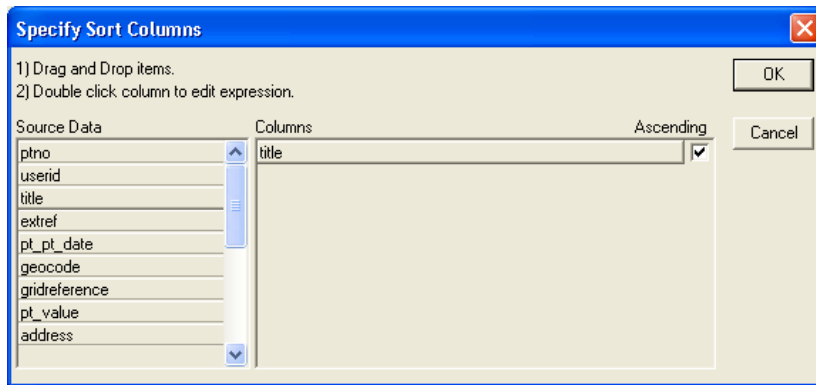 Specify Sort Columns
1) Drag and Drop items.
2) Double click column to edit expression.
OK
Cancel
Source Data
Columns
Ascending
ptno
userid
title
extref
pt_pt_date
geocode
gridreference
pt_value
address
title